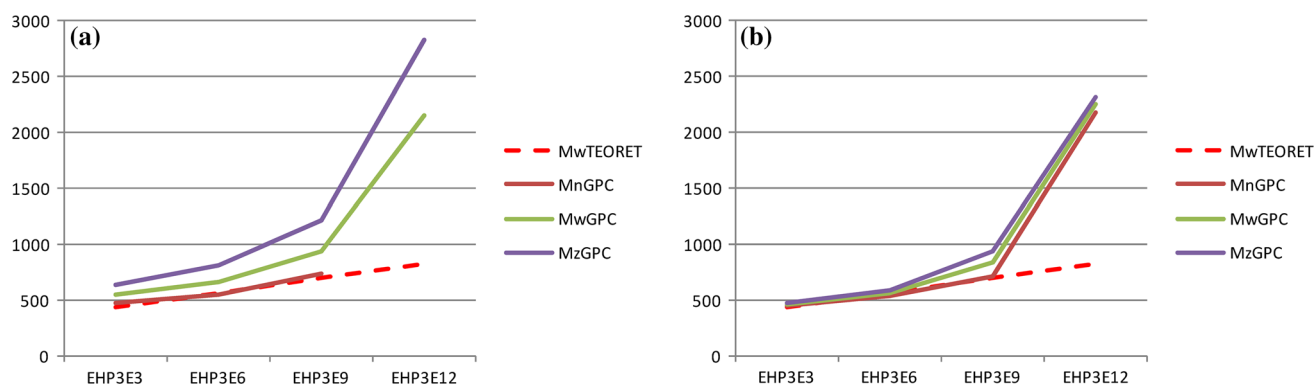 (a)
3000
2500
2000
1500
1000
500
0
EHP3E3 EHP3E6 EHP3E9 EHP3E12
MwTEORET
MnGPC
MwGPC
MzGPC
(b)
3000
2500
2000
1500
1000
500
0
EHP3E3 EHP3E6 EHP3E9 EHP3E12
MwTEORET
MnGPC
MwGPC
MzGPC